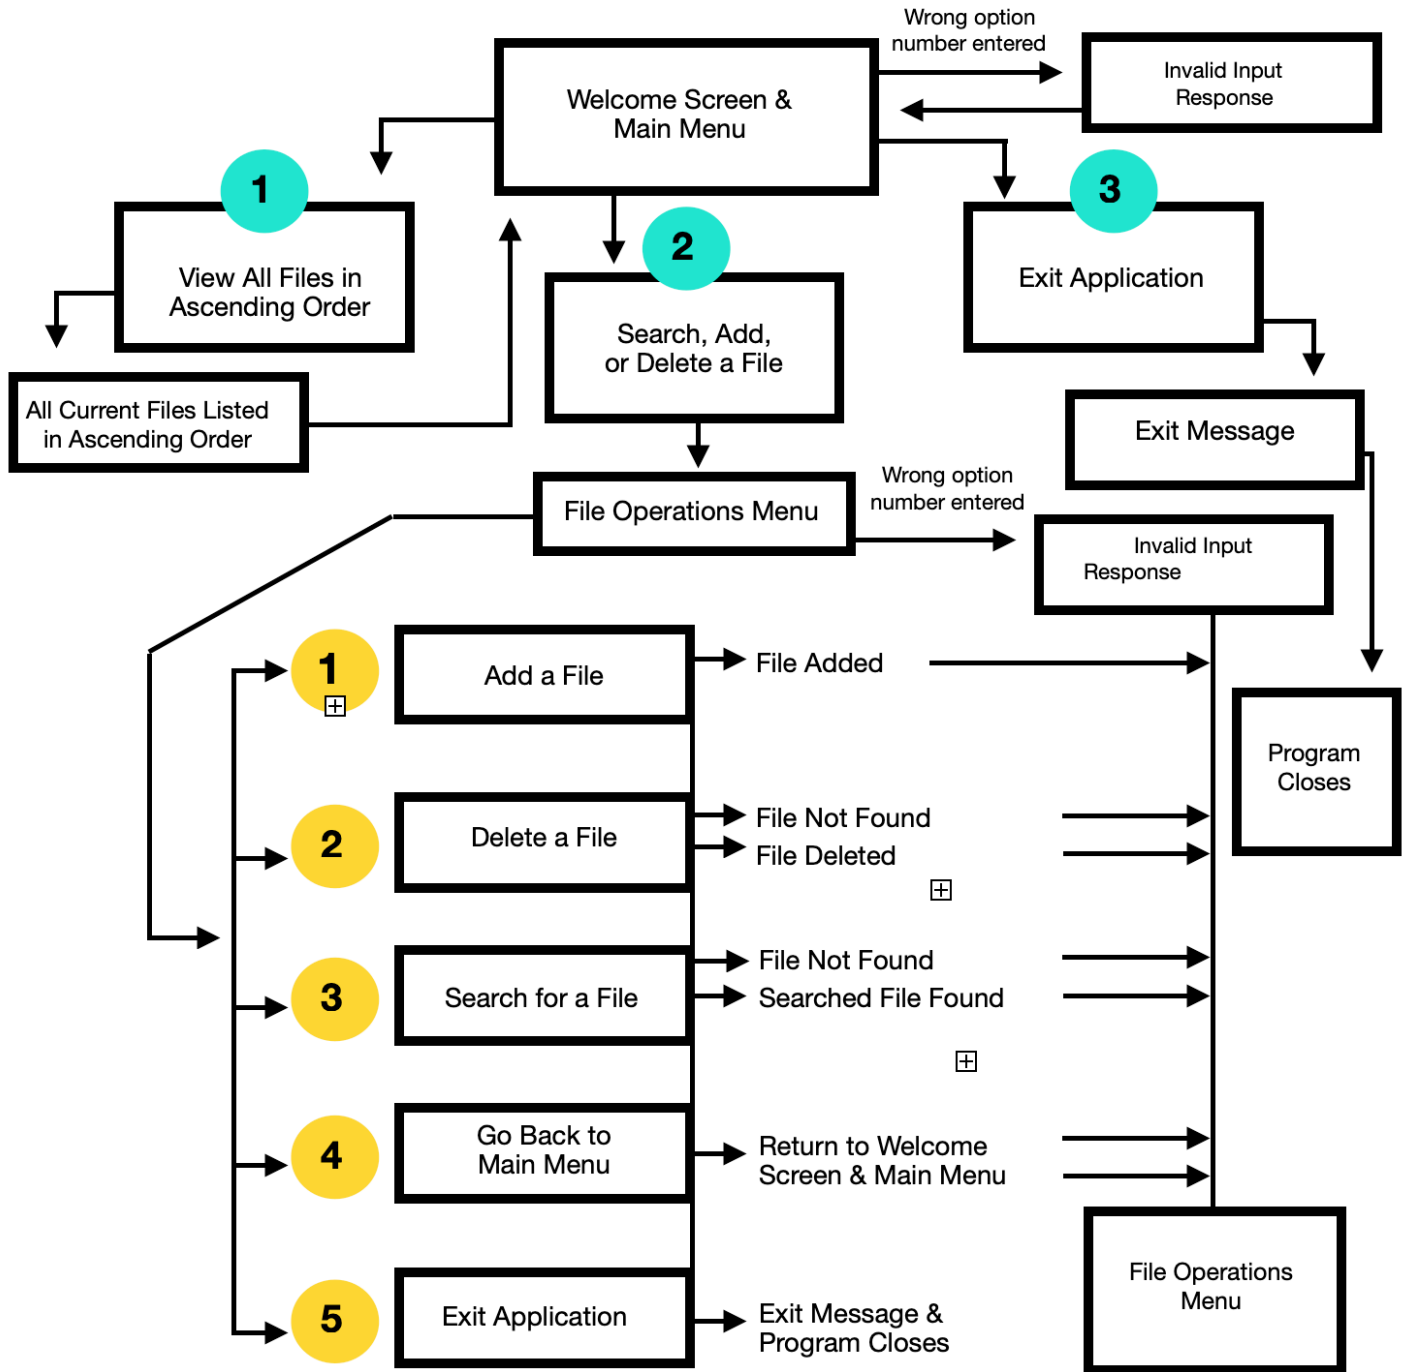 Wrong option
number entered
Welcome Screen &
Main Menu
Invalid Input
Response
1
View All Files in
Ascending Order
2
Search, Add,
or Delete a File
3
Exit Application
All Current Files Listed
in Ascending Order
Exit Message
File Operations Menu
Wrong option
number entered
Invalid Input
Response
1
Add a File
File Added
Program
Closes
2
Delete a File
File Not Found
File Deleted
3
Search for a File
File Not Found
Searched File Found
4
Go Back to
Main Menu
Return to Welcome
Screen & Main Menu
File Operations
Menu
5
Exit Application
Exit Message &
Program Closes